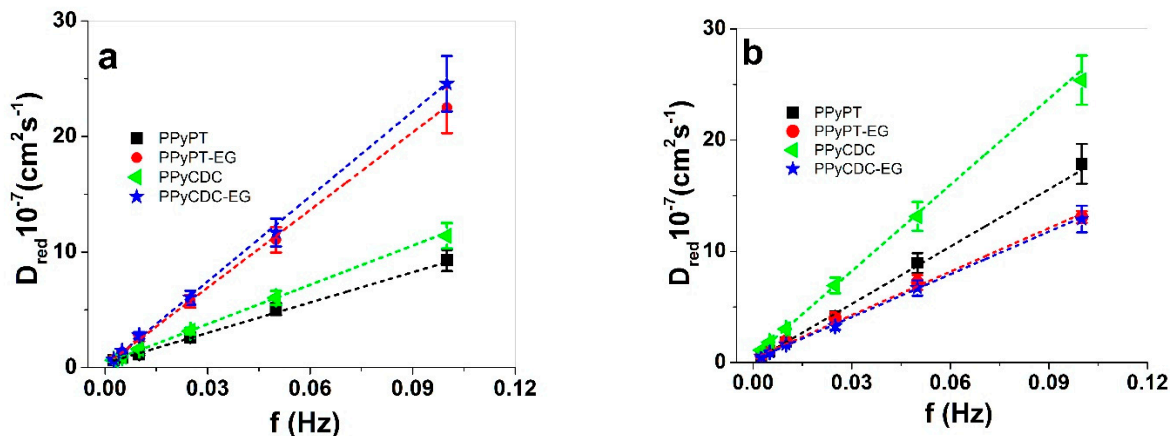 a
30
20
10
0
D_red 10^-7 (cm^2 s^-1)
PPyPT
PPyPT-EG
PPyCDC
PPyCDC-EG
0.00 0.03 0.06 0.09 0.12
f (Hz)
b
30
20
10
0
D_red 10^-7 (cm^2 s^-1)
PPyPT
PPyPT-EG
PPyCDC
PPyCDC-EG
0.00 0.03 0.06 0.09 0.12
f (Hz)